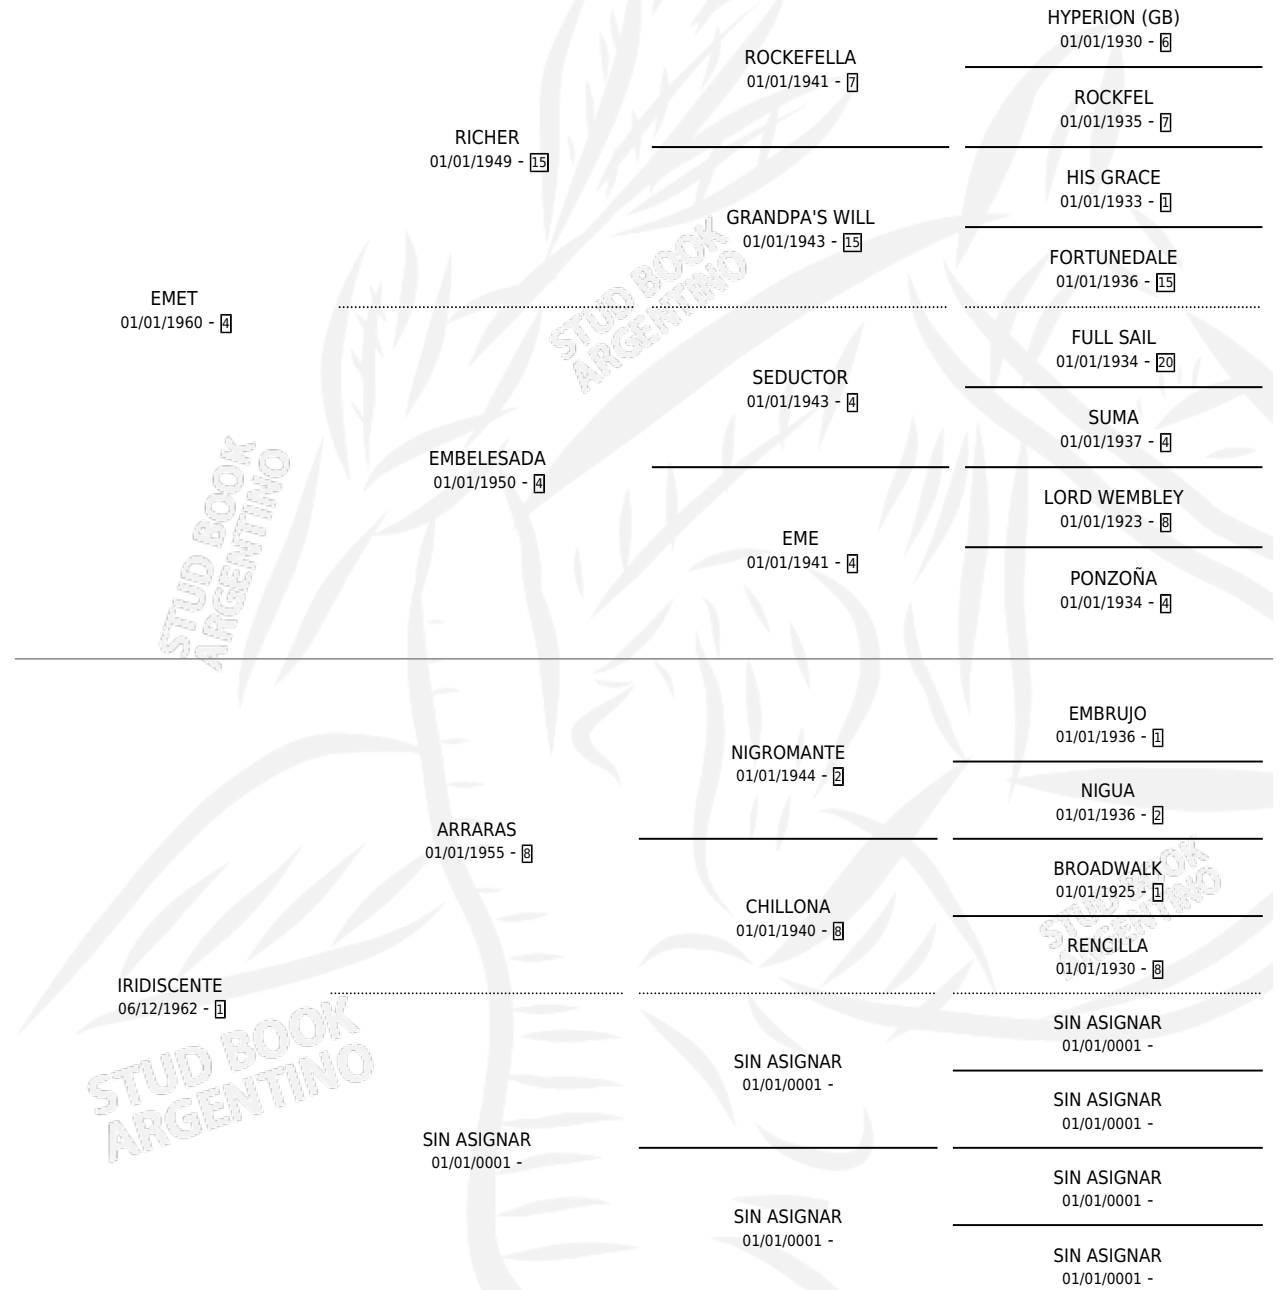 HYPERION (GB)
01/01/1930 - 6
ROCKEFELLA
01/01/1941 - 7
ROCKFEL
01/01/1935 - 7
RICHER
01/01/1949 - 15
HIS GRACE
01/01/1933 - 1
GRANDPA'S WILL
01/01/1943 - 15
FORTUNEDALE
01/01/1936 - 15
EMET
01/01/1960 - 4
FULL SAIL
01/01/1934 - 20
SEDUCTOR
01/01/1943 - 4
SUMA
01/01/1937 - 4
EMBELESADA
01/01/1950 - 4
LORD WEMBLEY
01/01/1923 - 8
EME
01/01/1941 - 4
PONZOÑA
01/01/1934 - 4
STUD BOOK
ARGENTINO
STUD BOOK
ARGENTINO
EMBRUJO
01/01/1936 - 1
NIGROMANTE
01/01/1944 - 2
NIGUA
01/01/1936 - 2
ARRARAS
01/01/1955 - 8
BROADWALK
01/01/1925 - 1
CHILLONA
01/01/1940 - 8
RENCILLA
01/01/1930 - 8
IRIDISCENTE
06/12/1962 - 1
SIN ASIGNAR
01/01/0001 -
SIN ASIGNAR
01/01/0001 -
SIN ASIGNAR
01/01/0001 -
SIN ASIGNAR
01/01/0001 -
SIN ASIGNAR
01/01/0001 -
SIN ASIGNAR
01/01/0001 -
SIN ASIGNAR
01/01/0001 -
STUD BOOK
ARGENTINO
STUD BOOK
ARGENTINO